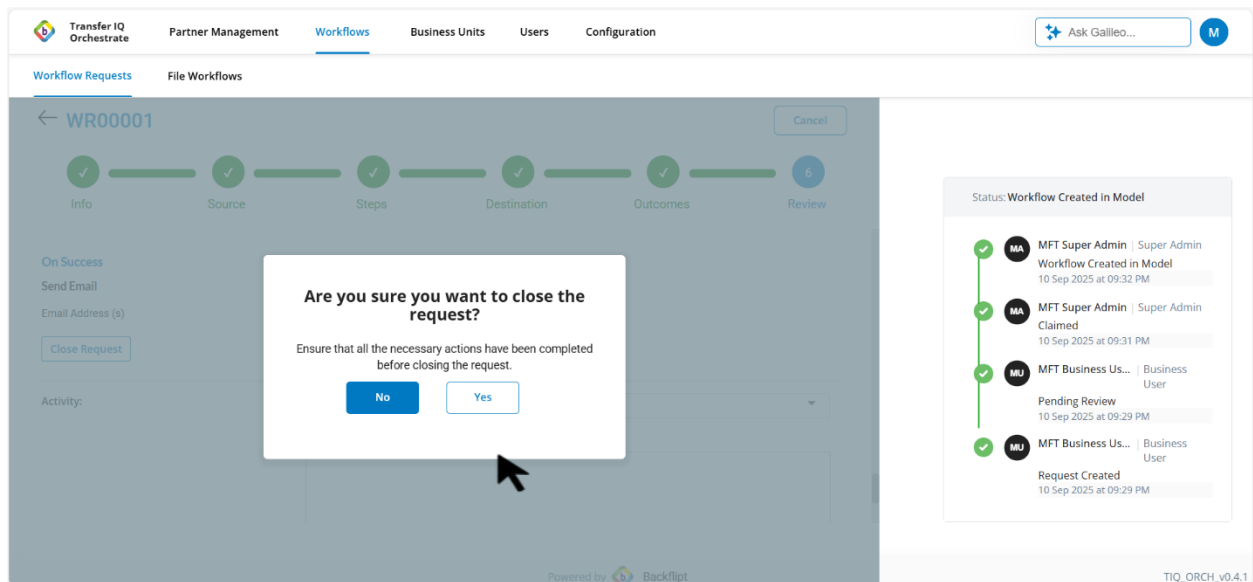 Transfer IQ
Orchestrate
Partner Management
Workflows
Business Units
Users
Configuration
Ask Galileo...
M
Workflow Requests
File Workflows
WR00001
Cancel
Info
Source
Steps
Destination
Outcomes
6
Review
On Success
Send Email
Email Address (s)
Close Request
Activity:
Are you sure you want to close the
request?
Ensure that all the necessary actions have been completed
before closing the request.
No
Yes
Status: Workflow Created in Model
MA
MFT Super Admin | Super Admin
Workflow Created in Model
10 Sep 2025 at 09:32 PM
MA
MFT Super Admin | Super Admin
Claimed
10 Sep 2025 at 09:31 PM
MU
MFT Business Us... | Business
User
Pending Review
10 Sep 2025 at 09:29 PM
MU
MFT Business Us... | Business
User
Request Created
10 Sep 2025 at 09:29 PM
Powered by b Backflipt
TIQ_ORCH_v0.4.1